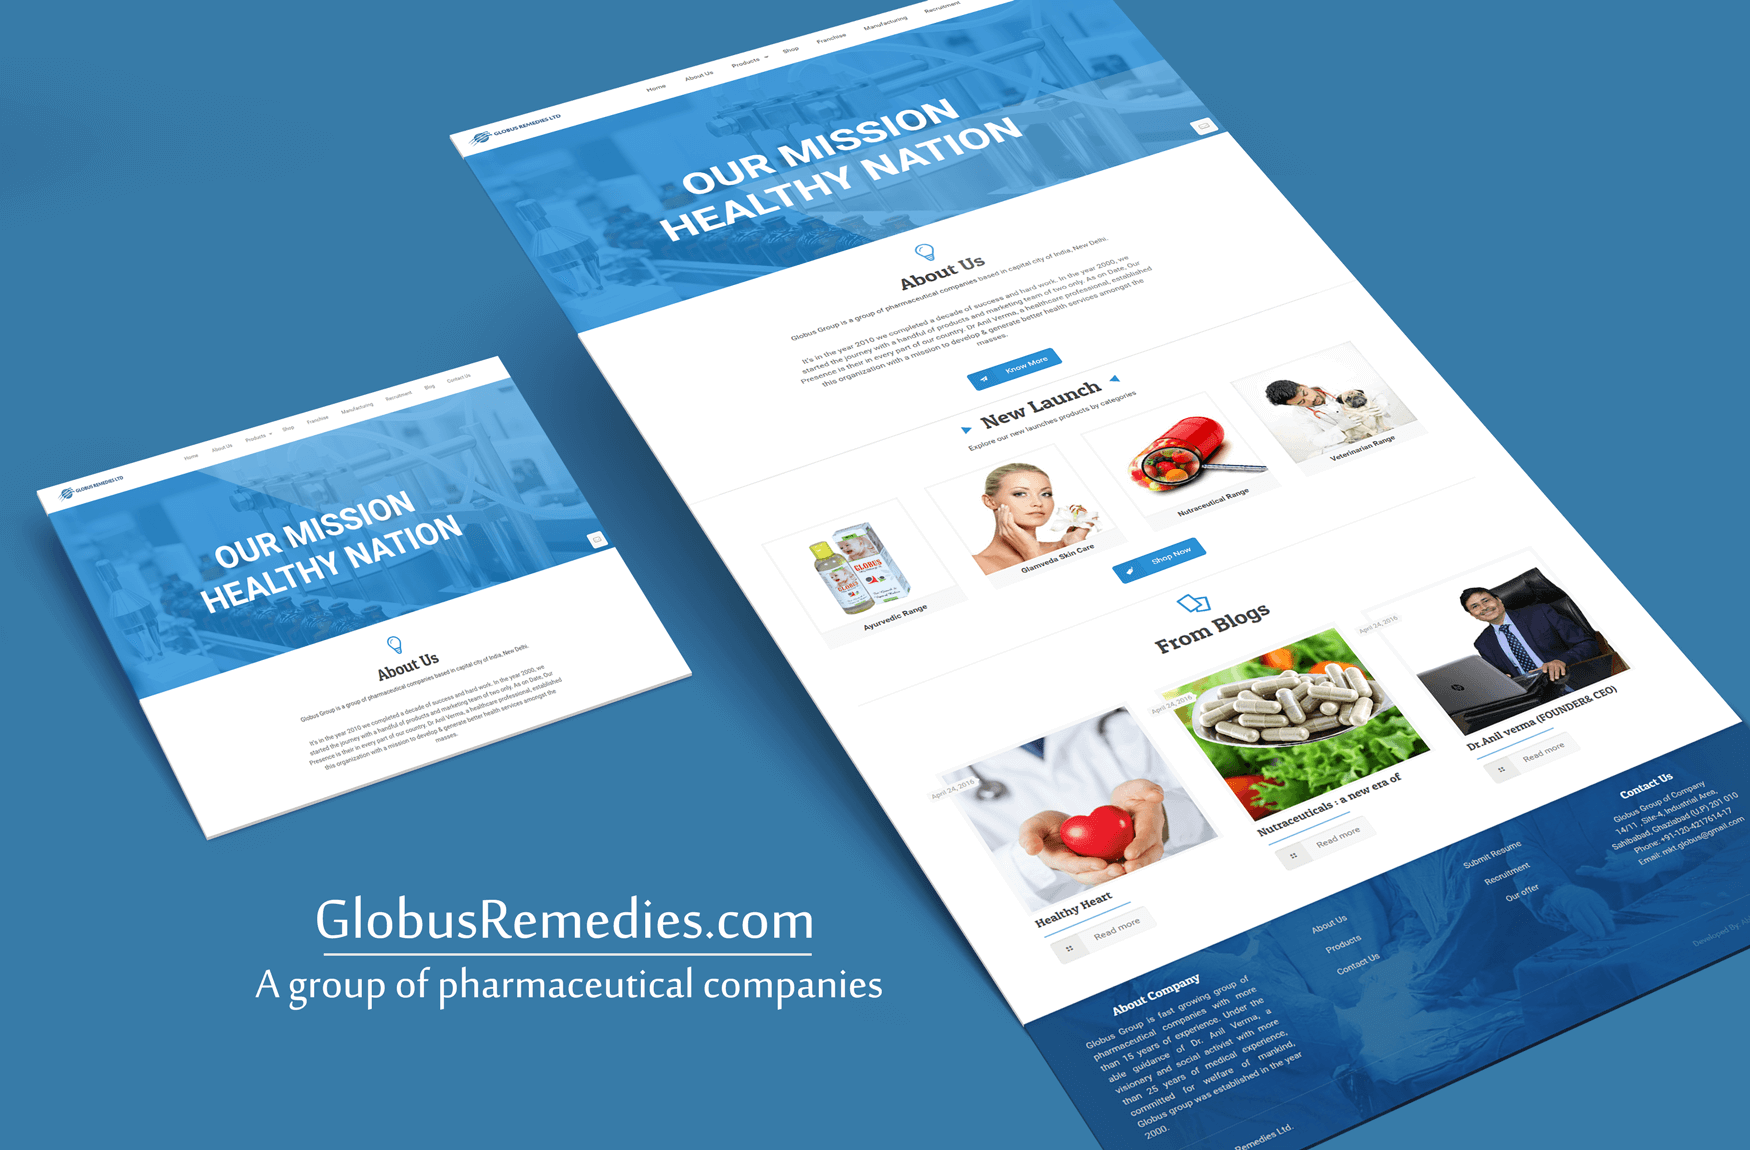 GLOBUS REMEDIES LTD
Home
About Us
Products
Shop
Franchise
Manufacturing
Recruitment
OUR MISSION
HEALTHY NATION
About Us
Globus Group is a group of pharmaceutical companies based in capital city of India, New Delhi.
It's in the year 2010 we completed a decade of success and hard work. In the year 2000, we
started the journey with a handful of products and marketing team of two only. As on Date, Our
Presence is their in every part of our country. Dr Anil Verma, a healthcare professional, established
this organization with a mission to develop & generate better health services amongst the
masses.
Know More
New Launch
Explore our new launches products by categories
GLOBUS
Ayurvedic Range
Glamveda Skin Care
Nutraceutical Range
Veterinarian Range
Shop Now
From Blogs
April 24, 2016
Healthy Heart
Read more
April 24, 2016
Nutraceuticals : a new era of
Read more
April 24, 2016
hp
Dr.Anil verma (FOUNDER& CEO)
Read more
About Company
Globus Group is fast growing group of
pharmaceutical companies with more
than 15 years of experience. Under the
able guidance of Dr. Anil Verma, a
visionary and social activist with more
than 25 years of medical experience,
committed for welfare of mankind,
Globus group was established in the year
2000.
About Us
Products
Contact Us
Submit Resume
Recruitment
Our offer
Contact Us
Globus Group of Company
14/11 , Site-4, Industrial Area,
Sahibabad, Ghaziabad (U.P) 201 010
Phone: +91-120-4217614-17
Email: mkt.globus@gmail.com
Developed By:
Remedies Ltd.
GLOBUS REMEDIES LTD
Home
About Us
Products
Shop
Franchise
Manufacturing
Recruitment
Blog
Contact Us
OUR MISSION
HEALTHY NATION
About Us
Globus Group is a group of pharmaceutical companies based in capital city of India, New Delhi.
It's in the year 2010 we completed a decade of success and hard work. In the year 2000, we
started the journey with a handful of products and marketing team of two only. As on Date, Our
Presence is their in every part of our country. Dr Anil Verma, a healthcare professional, established
this organization with a mission to develop & generate better health services amongst the
masses.
GlobusRemedies.com
A group of pharmaceutical companies